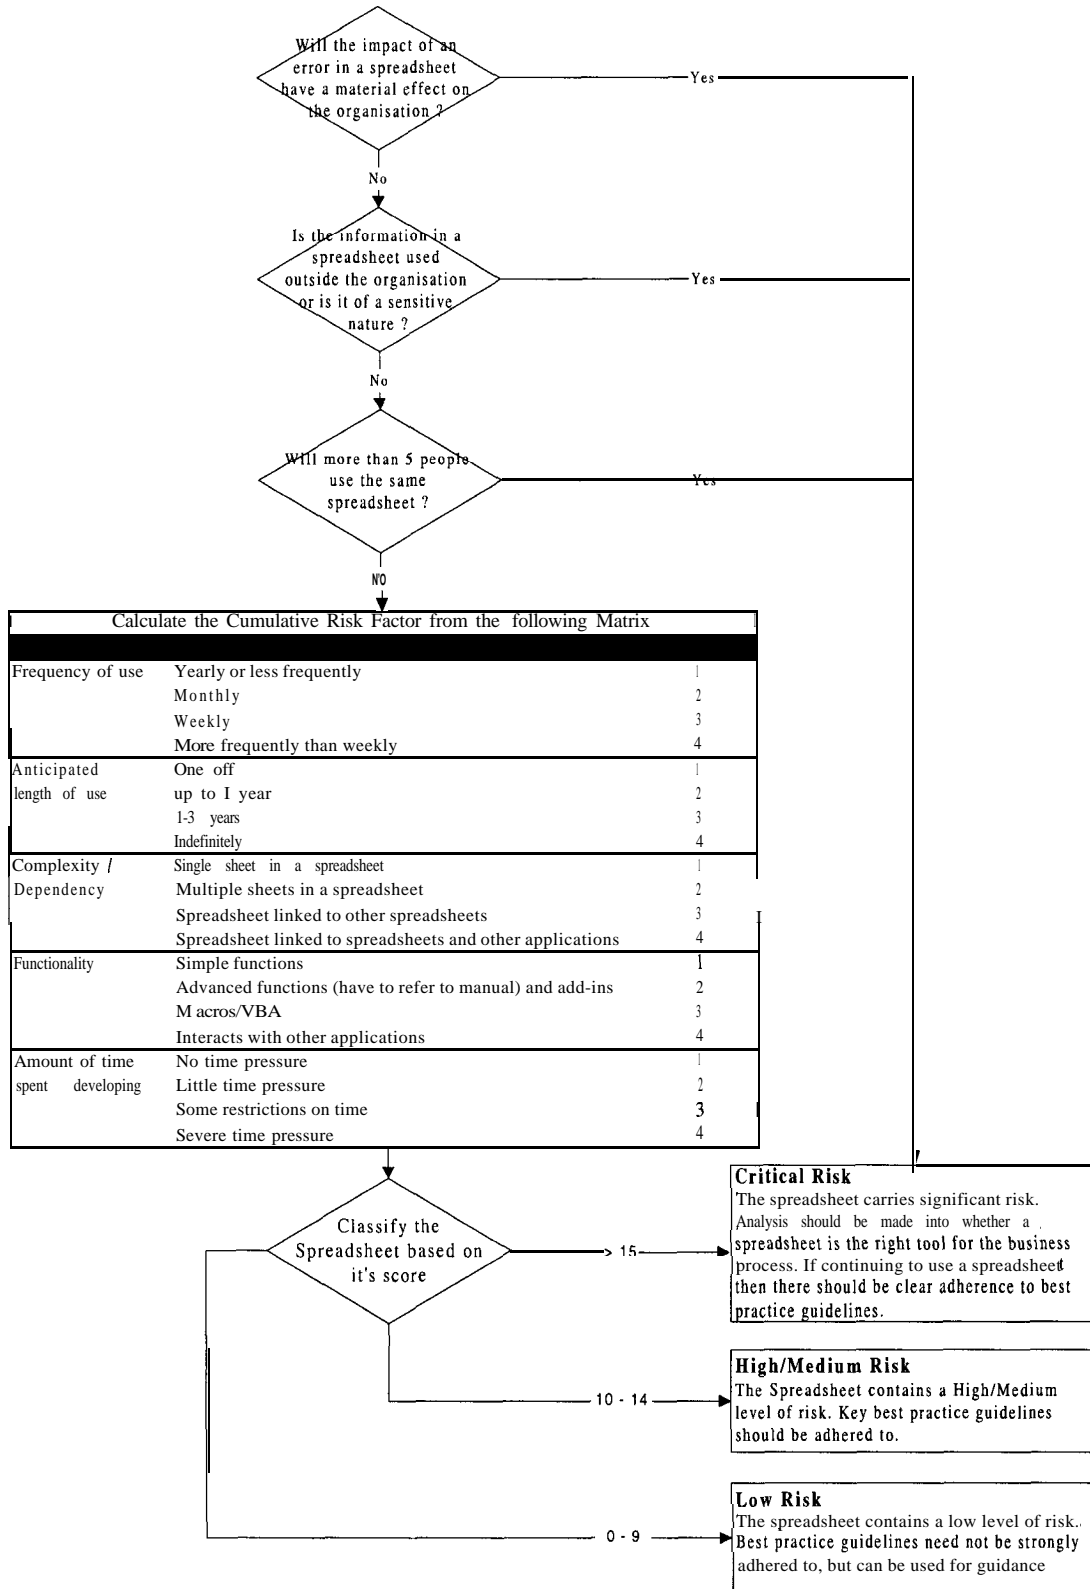 Will the impact of an
error in a spreadsheet
have a material effect on
the organisation ?
Yes
No
Is the information in a
spreadsheet used
outside the organisation
or is it of a sensitive
nature ?
Yes
No
Will more than 5 people
use the same
spreadsheet ?
Yes
NO
Calculate the Cumulative Risk Factor from the following Matrix
Frequency of use Yearly or less frequently 1
Monthly 2
Weekly 3
More frequently than weekly 4
Anticipated One off 1
length of use up to I year 2
1-3 years 3
Indefinitely 4
Complexity / Single sheet in a spreadsheet 1
Dependency Multiple sheets in a spreadsheet 2
Spreadsheet linked to other spreadsheets 3
Spreadsheet linked to spreadsheets and other applications 4
Functionality Simple functions 1
Advanced functions (have to refer to manual) and add-ins 2
Macros/VBA 3
Interacts with other applications 4
Amount of time No time pressure 1
spent developing Little time pressure 2
Some restrictions on time 3
Severe time pressure 4
Classify the
Spreadsheet based on
it's score
> 15
Critical Risk
The spreadsheet carries significant risk.
Analysis should be made into whether a
spreadsheet is the right tool for the business
process. If continuing to use a spreadsheet
then there should be clear adherence to best
practice guidelines.
10 - 14
High/Medium Risk
The Spreadsheet contains a High/Medium
level of risk. Key best practice guidelines
should be adhered to.
0 - 9
Low Risk
The spreadsheet contains a low level of risk.
Best practice guidelines need not be strongly
adhered to, but can be used for guidance